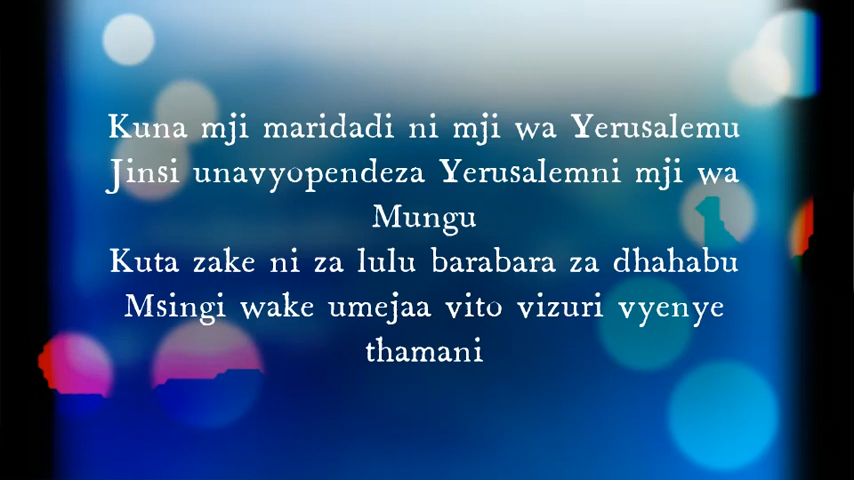 Kuna mji maridadi ni mji wa Yerusalemu
Jinsi unavyopendeza Yerusalemni mji wa
Mungu
Kuta zake ni za lulu barabara za dhahabu
Msingi wake umejaa vito vizuri vyenye
thamani